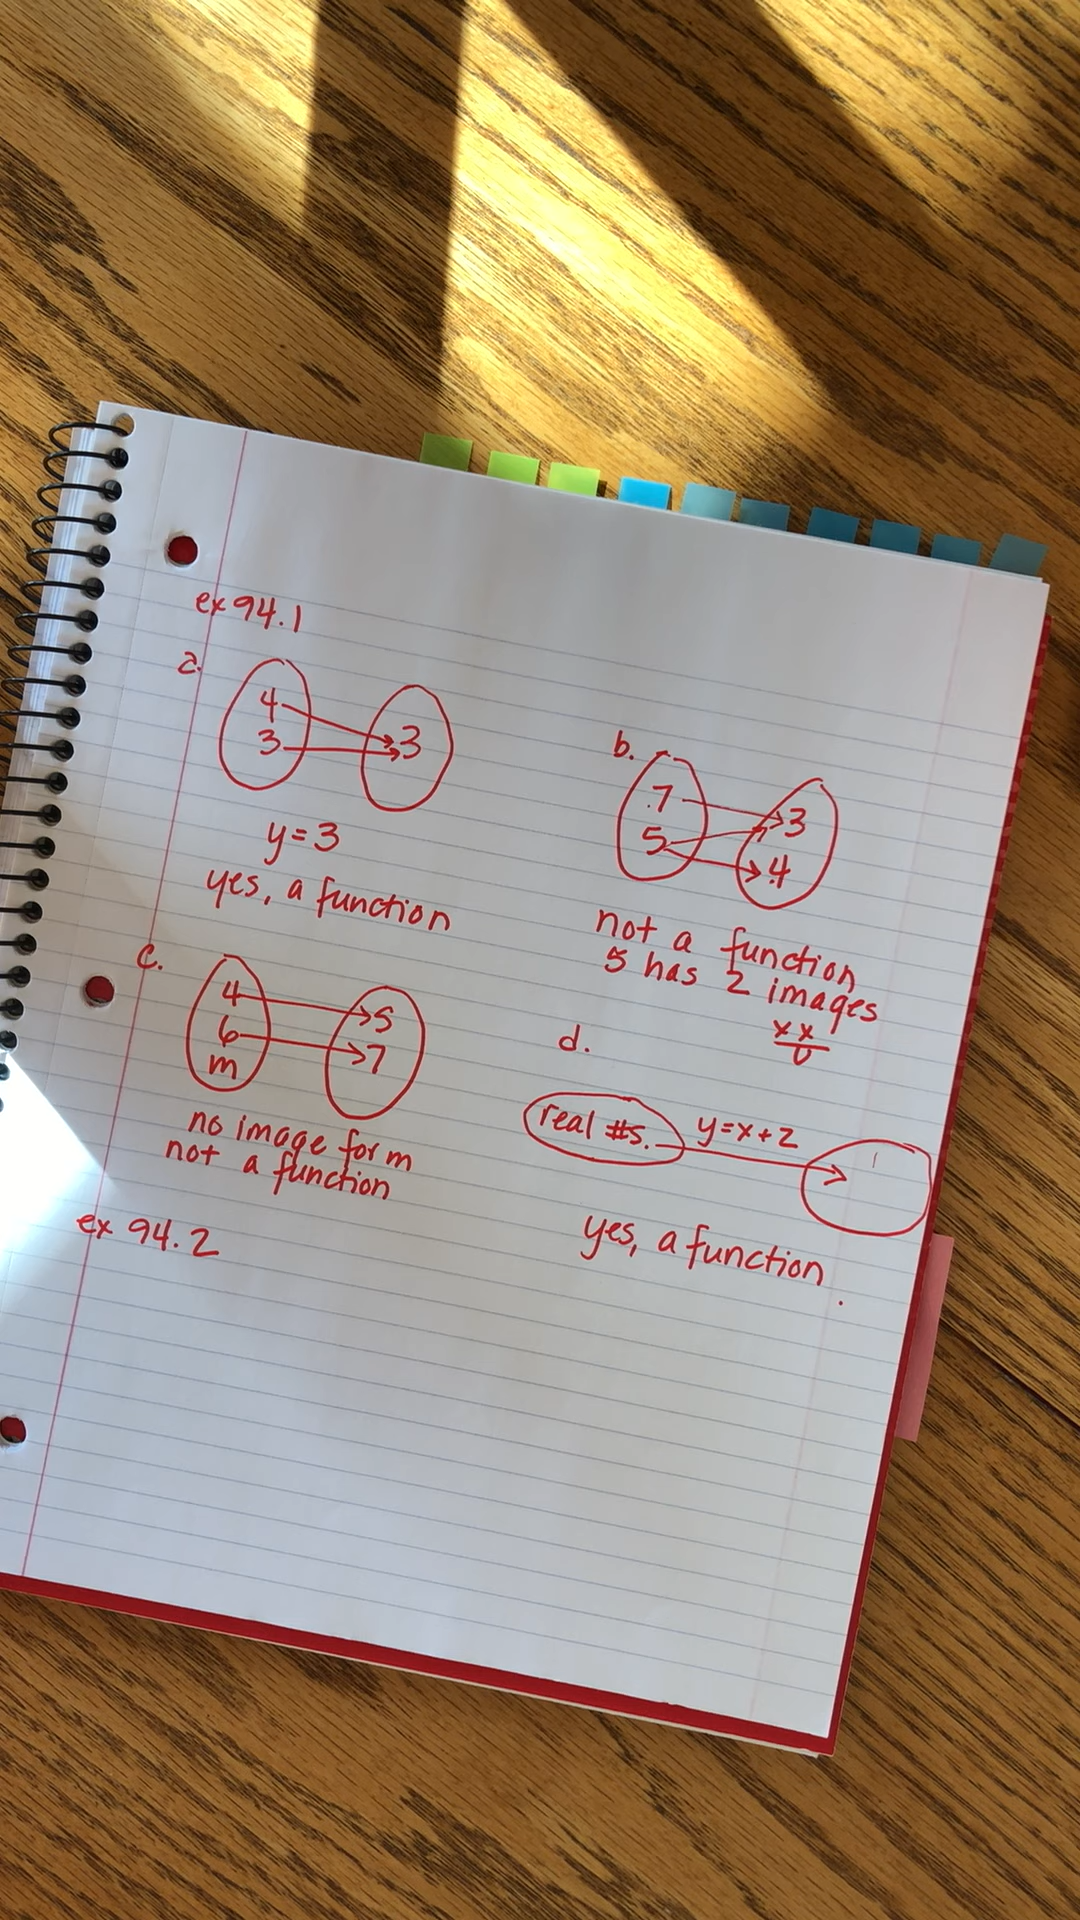 ex 94.1
a.
4
3
3
y=3
yes, a function
b.
7
5
3
4
not a function
5 has 2 images
x x
c.
4
6
m
5
7
no image for m
not a function
d.
real #s.
y=x+2
yes, a function
ex 94.2